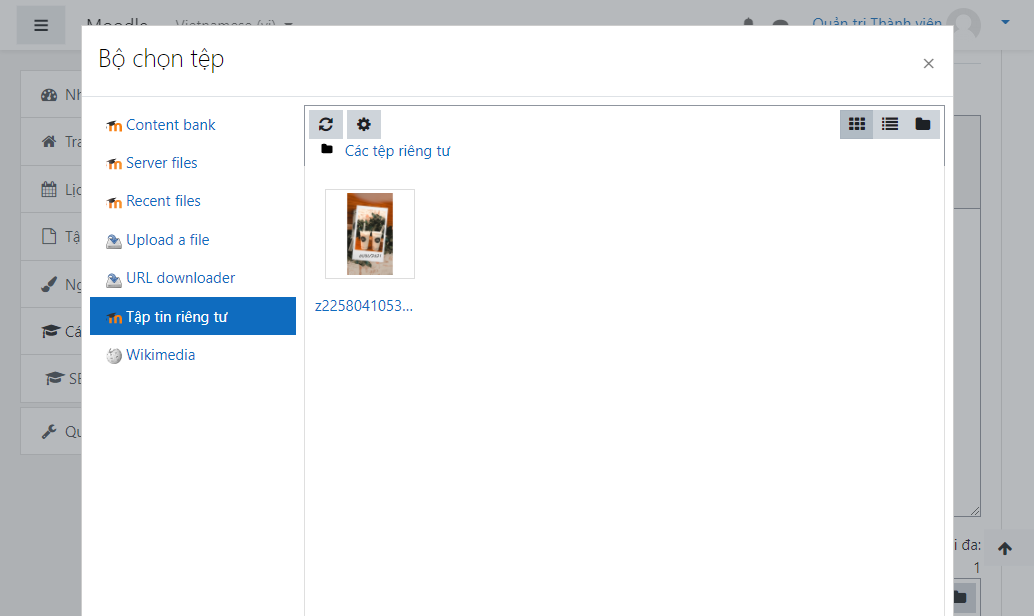 Moodle
Vietnamese (vi)
Quản trị Thành viên
Bộ chọn tệp
×
Content bank
Server files
Recent files
Upload a file
URL downloader
Tập tin riêng tư
Wikimedia
Các tệp riêng tư
z2258041053...
Nh
Tra
Lịc
Tậ
Ng
Cá
SE
Qu
i đa:
1